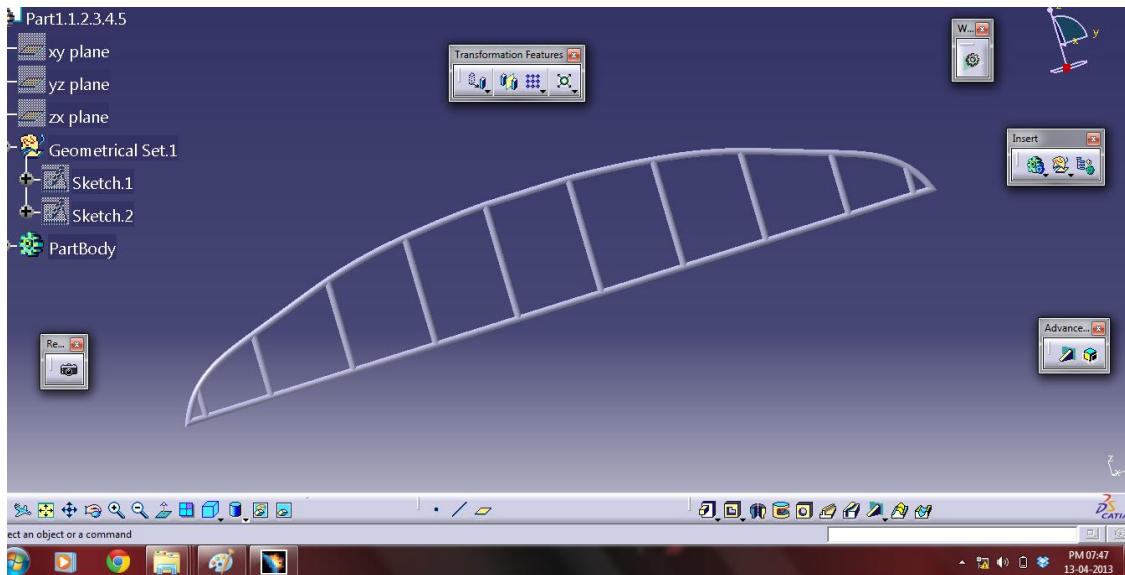 Part1.1.2.3.4.5
xy plane
yz plane
zx plane
Geometrical Set.1
Sketch.1
Sketch.2
PartBody
Transformation Features
W...
y
x
Insert
Re...
Advance...
z
x
CATIA
ect an object or a command
PM 07:47
13-04-2013